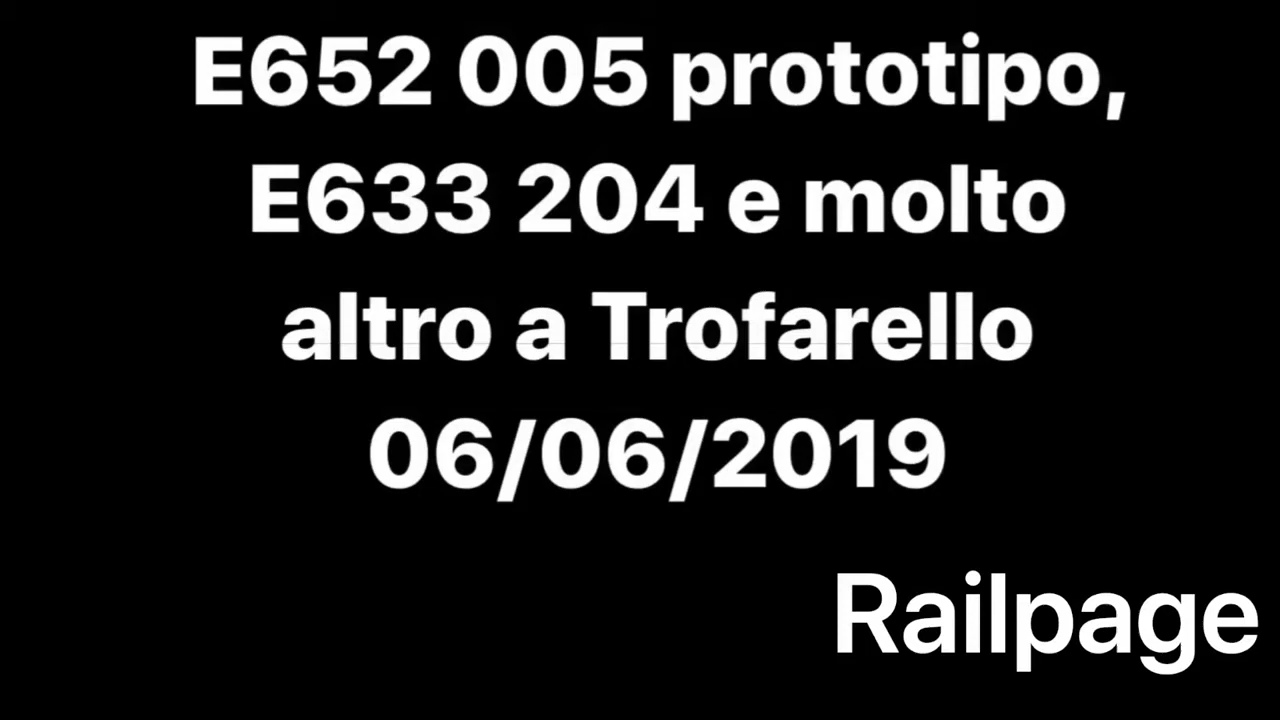 E652 005 prototipo,
E633 204 e molto
altro a Trofarello
06/06/2019
Railpage